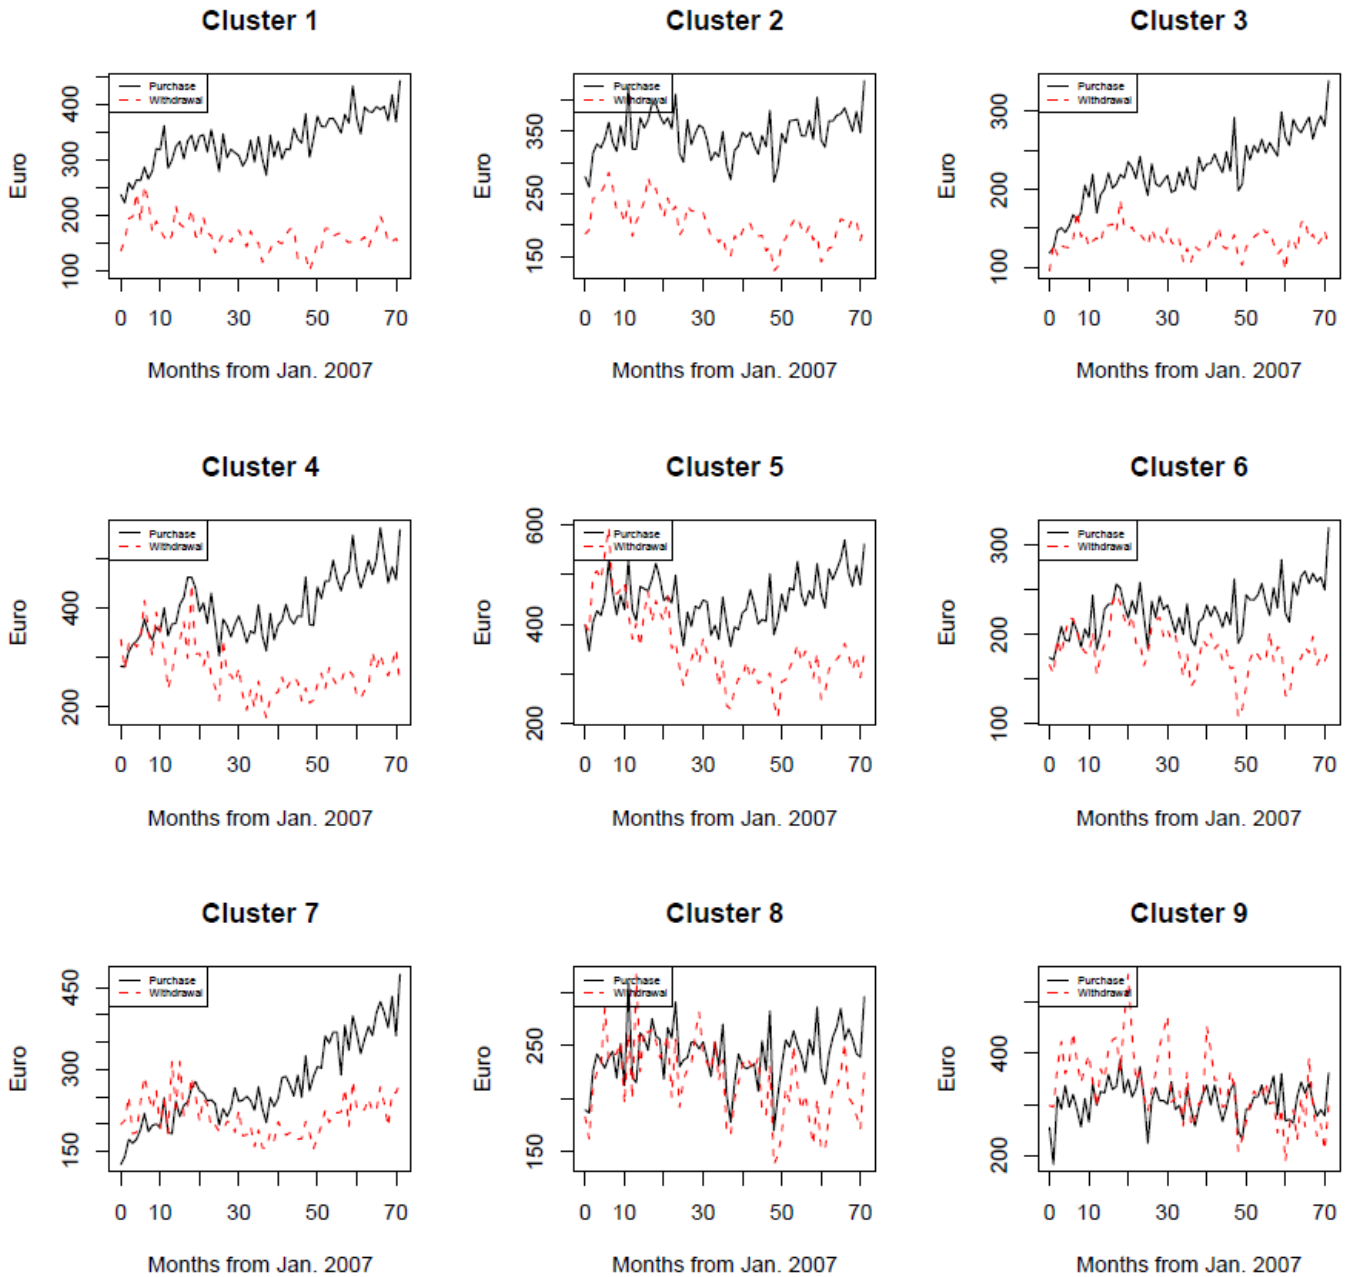 Cluster 1
Purchase
Withdrawal
Euro
100 200 300 400
0 10 30 50 70
Months from Jan. 2007
Cluster 2
Purchase
Withdrawal
Euro
150 250 350
0 10 30 50 70
Months from Jan. 2007
Cluster 3
Purchase
Withdrawal
Euro
100 200 300
0 10 30 50 70
Months from Jan. 2007
Cluster 4
Purchase
Withdrawal
Euro
200 400
0 10 30 50 70
Months from Jan. 2007
Cluster 5
Purchase
Withdrawal
Euro
200 400 600
0 10 30 50 70
Months from Jan. 2007
Cluster 6
Purchase
Withdrawal
Euro
100 200 300
0 10 30 50 70
Months from Jan. 2007
Cluster 7
Purchase
Withdrawal
Euro
150 300 450
0 10 30 50 70
Months from Jan. 2007
Cluster 8
Purchase
Withdrawal
Euro
150 250
0 10 30 50 70
Months from Jan. 2007
Cluster 9
Purchase
Withdrawal
Euro
200 400
0 10 30 50 70
Months from Jan. 2007